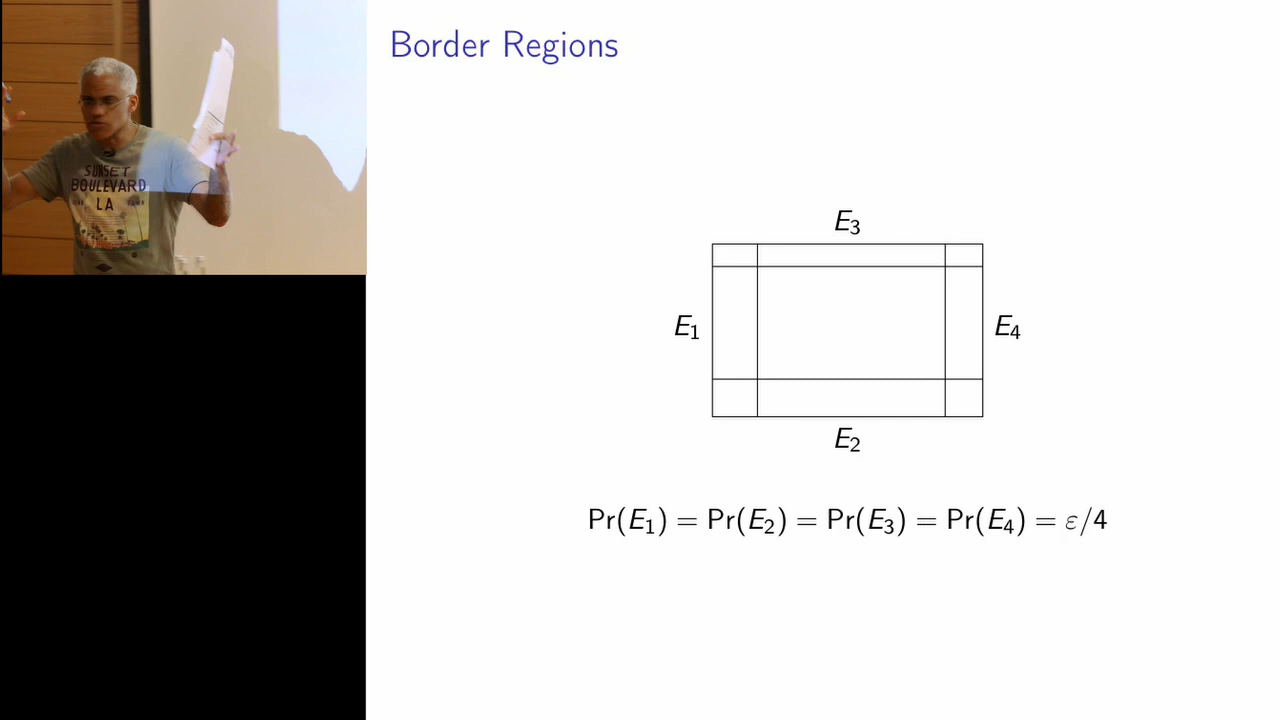 Border Regions
SUNSET
BOULEVARD
LA
E₃
E₁
E₄
E₂
Pr(E₁) = Pr(E₂) = Pr(E₃) = Pr(E₄) = ε/4